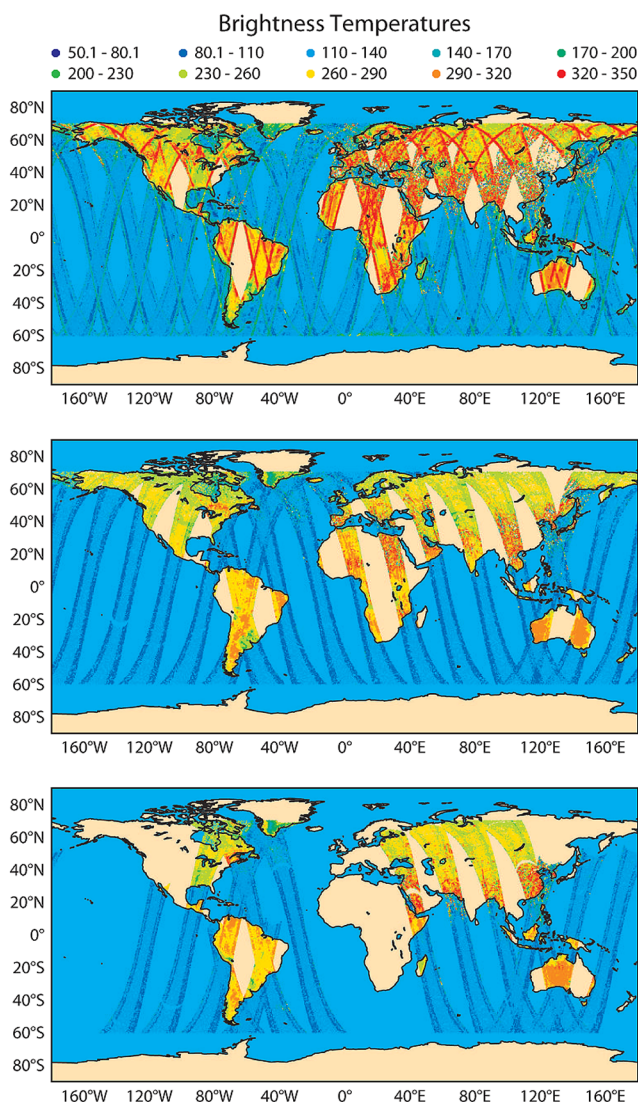 Brightness Temperatures
50.1 - 80.1 80.1 - 110 110 - 140 140 - 170 170 - 200
200 - 230 230 - 260 260 - 290 290 - 320 320 - 350
80°N
60°N
40°N
20°N
0°
20°S
40°S
60°S
80°S
160°W 120°W 80°W 40°W 0° 40°E 80°E 120°E 160°E
80°N
60°N
40°N
20°N
0°
20°S
40°S
60°S
80°S
160°W 120°W 80°W 40°W 0° 40°E 80°E 120°E 160°E
80°N
60°N
40°N
20°N
0°
20°S
40°S
60°S
80°S
160°W 120°W 80°W 40°W 0° 40°E 80°E 120°E 160°E